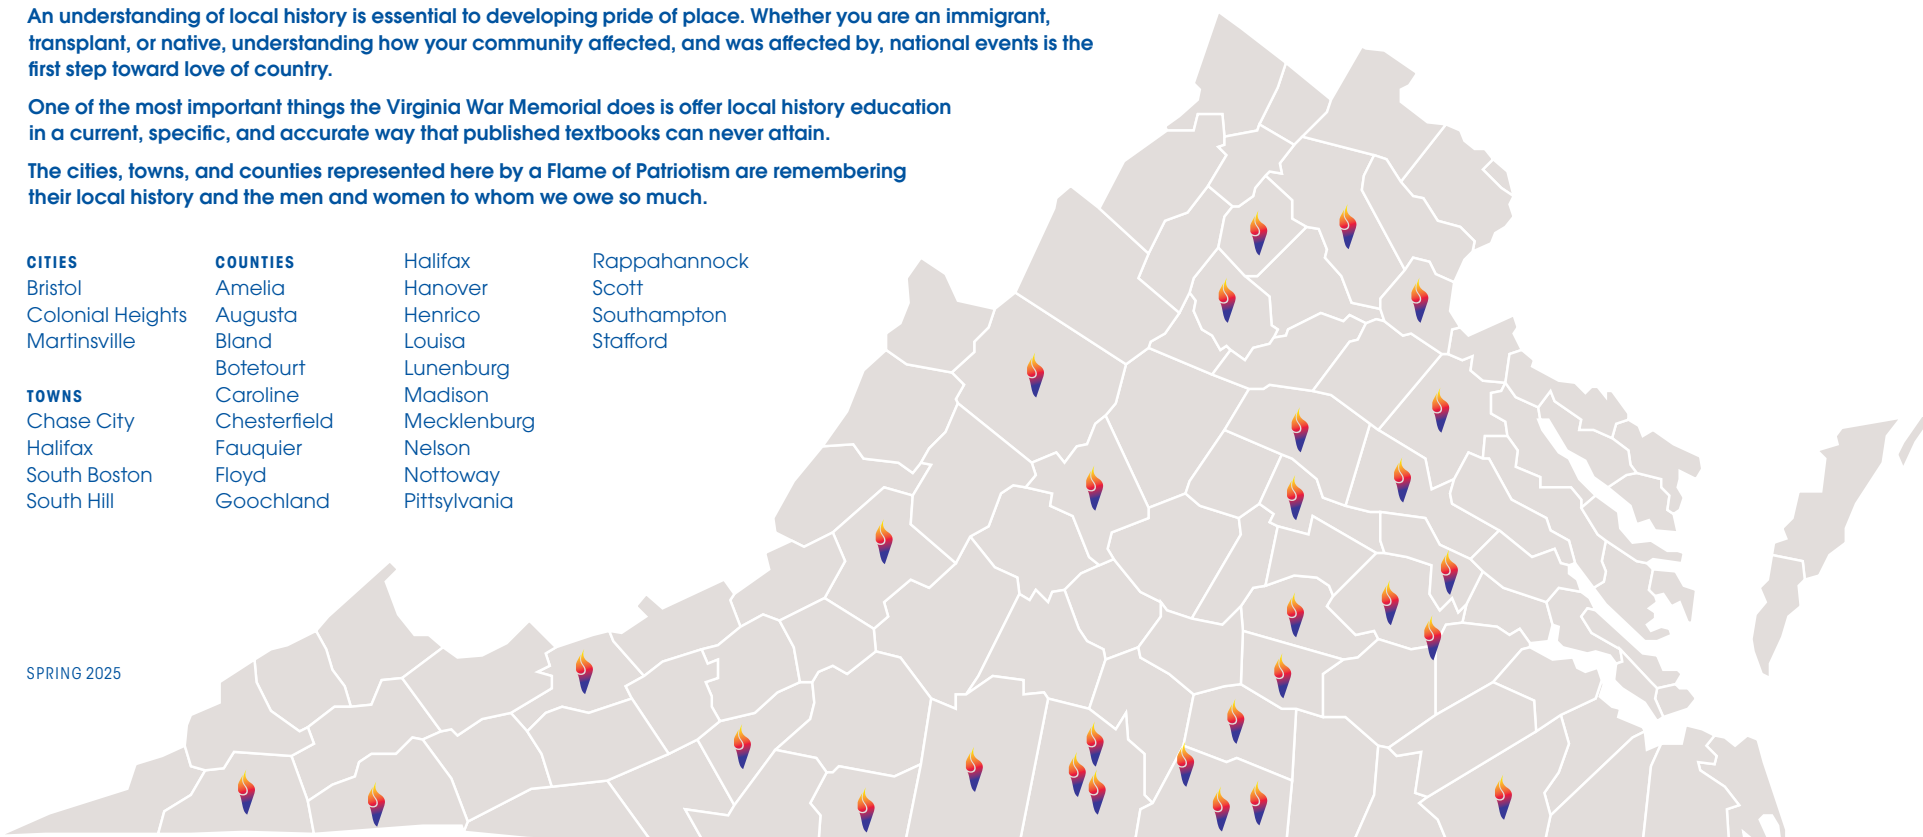 An understanding of local history is essential to developing pride of place. Whether you are an immigrant,
transplant, or native, understanding how your community affected, and was affected by, national events is the
first step toward love of country.
One of the most important things the Virginia War Memorial does is offer local history education
in a current, specific, and accurate way that published textbooks can never attain.
The cities, towns, and counties represented here by a Flame of Patriotism are remembering
their local history and the men and women to whom we owe so much.
CITIES
Bristol
Colonial Heights
Martinsville
TOWNS
Chase City
Halifax
South Boston
South Hill
COUNTIES
Amelia
Augusta
Bland
Botetourt
Caroline
Chesterfield
Fauquier
Floyd
Goochland
Halifax
Hanover
Henrico
Louisa
Lunenburg
Madison
Mecklenburg
Nelson
Nottoway
Pittsylvania
Rappahannock
Scott
Southampton
Stafford
SPRING 2025